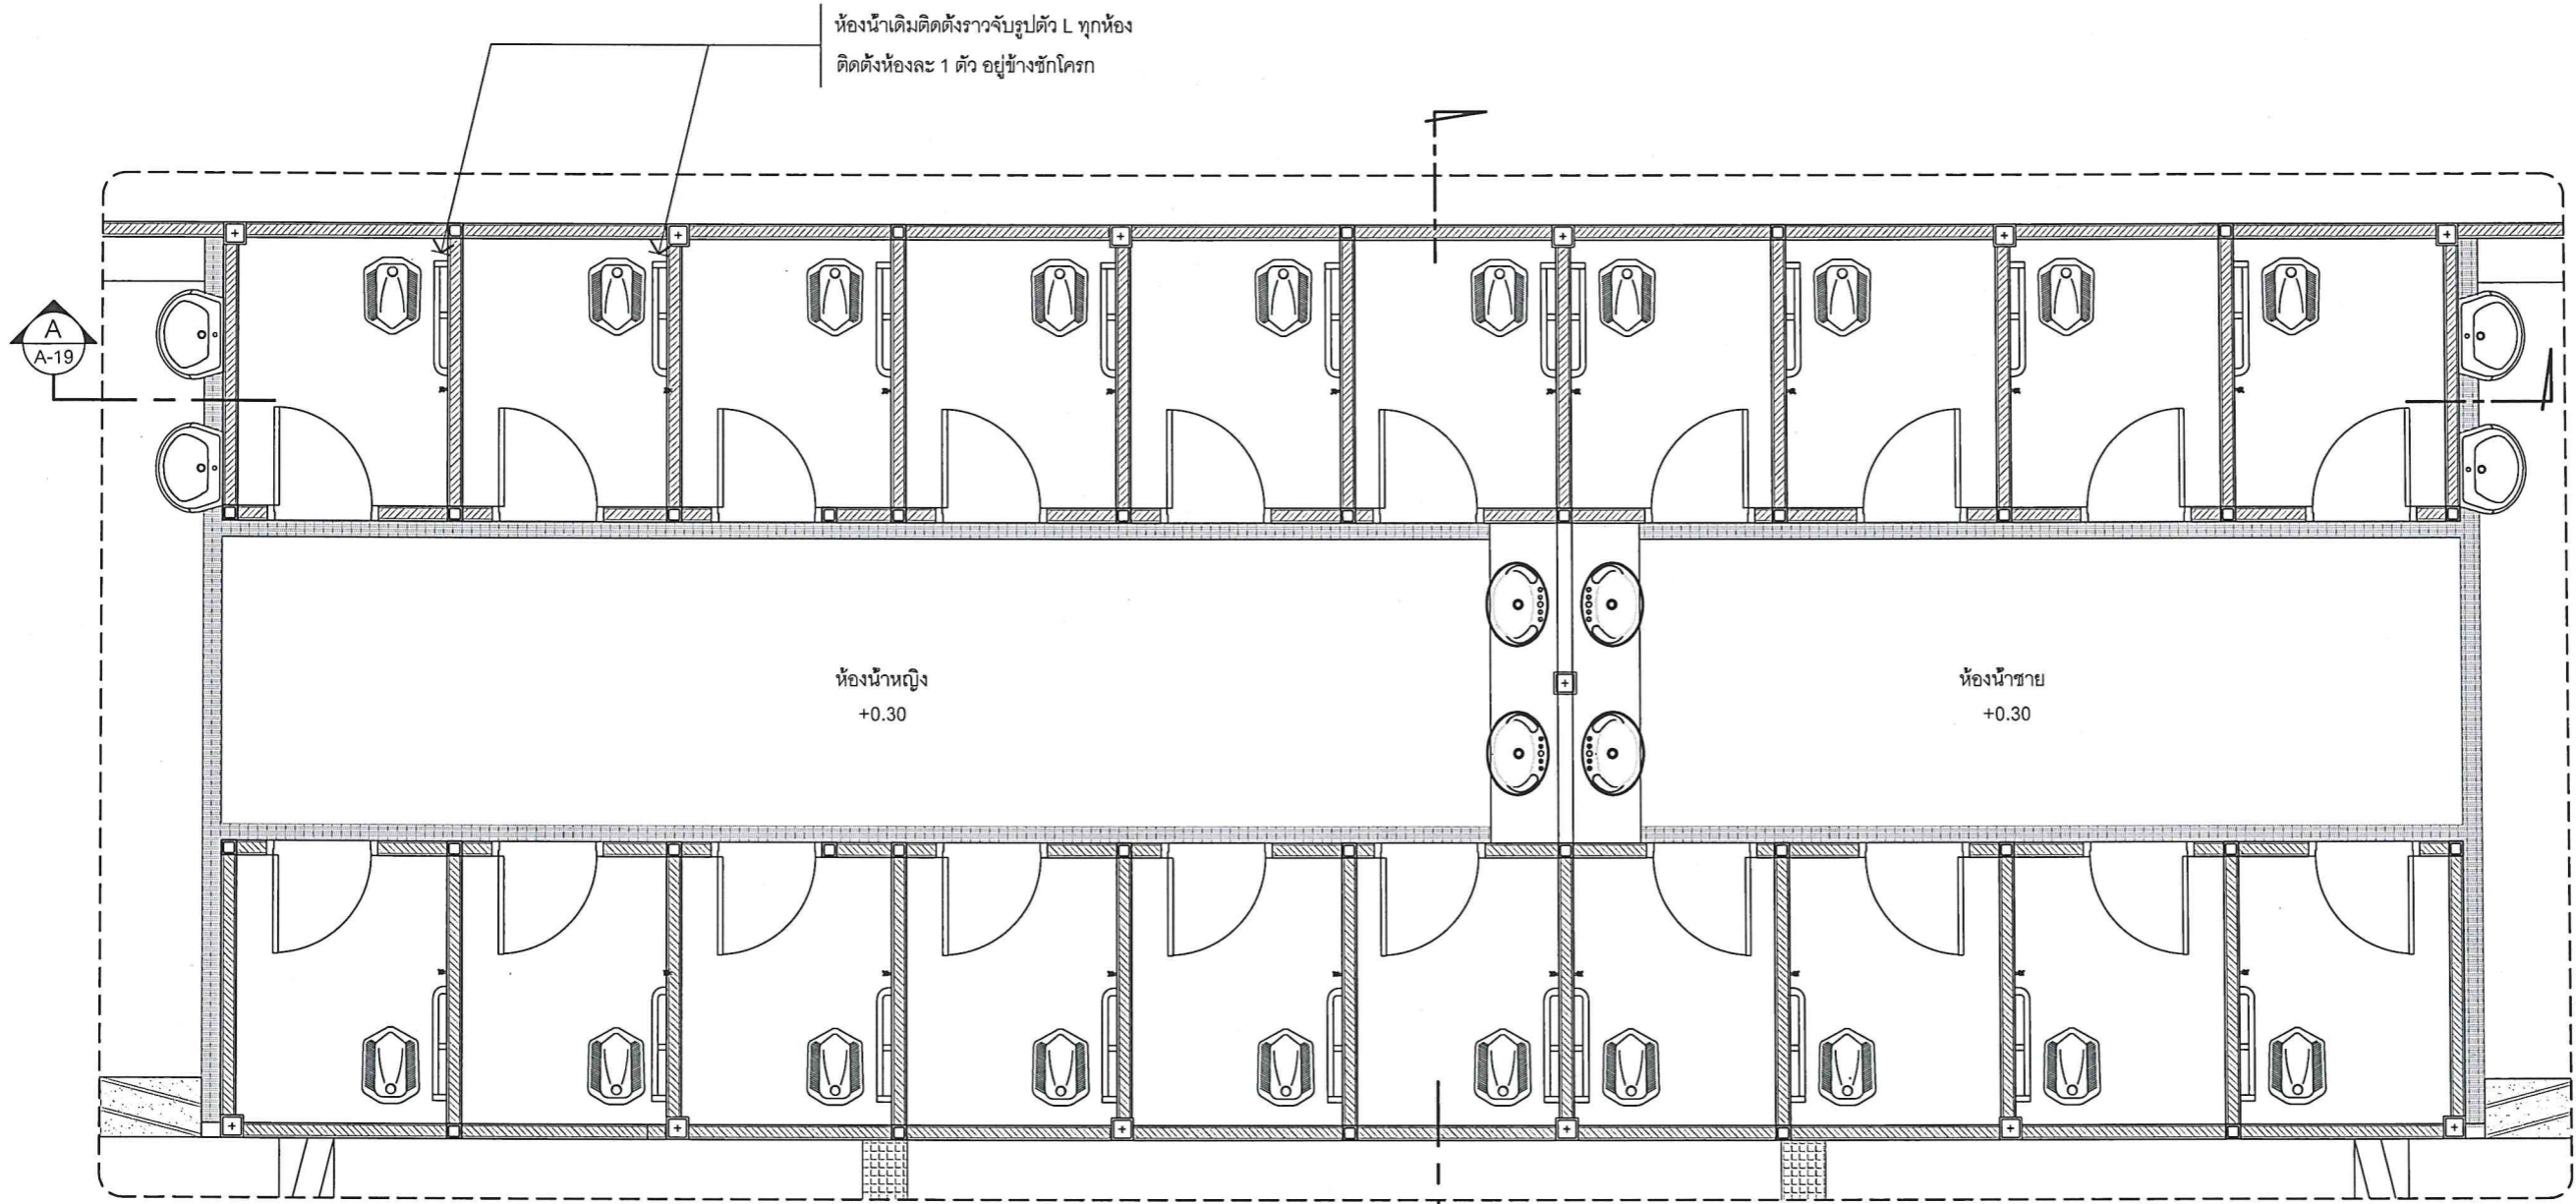 ห้องน้ำเดิมติดตั้งราวจับรูปตัว L ทุกห้อง
ติดตั้งห้องละ 1 ตัว อยู่ข้างชักโครก
A
A-19
ห้องน้ำหญิง
+0.30
ห้องน้ำชาย
+0.30